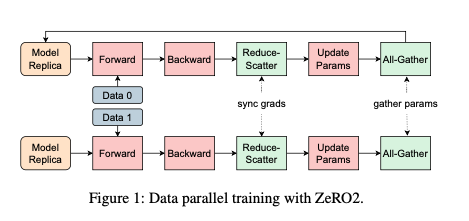 Model Replica
Forward
Backward
Reduce-Scatter
Update Params
All-Gather
Data 0
Data 1
sync grads
gather params
Model Replica
Forward
Backward
Reduce-Scatter
Update Params
All-Gather
Figure 1: Data parallel training with ZeRO2.